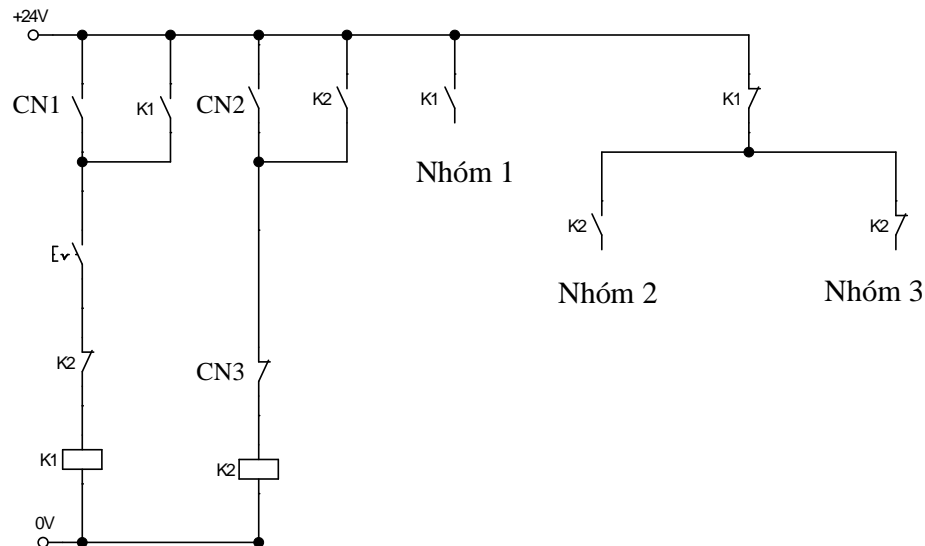 +24V
CN1
K1
CN2
K2
K1
K1
Nhóm 1
K2
K2
Nhóm 2
Nhóm 3
K2
CN3
K1
K2
0V